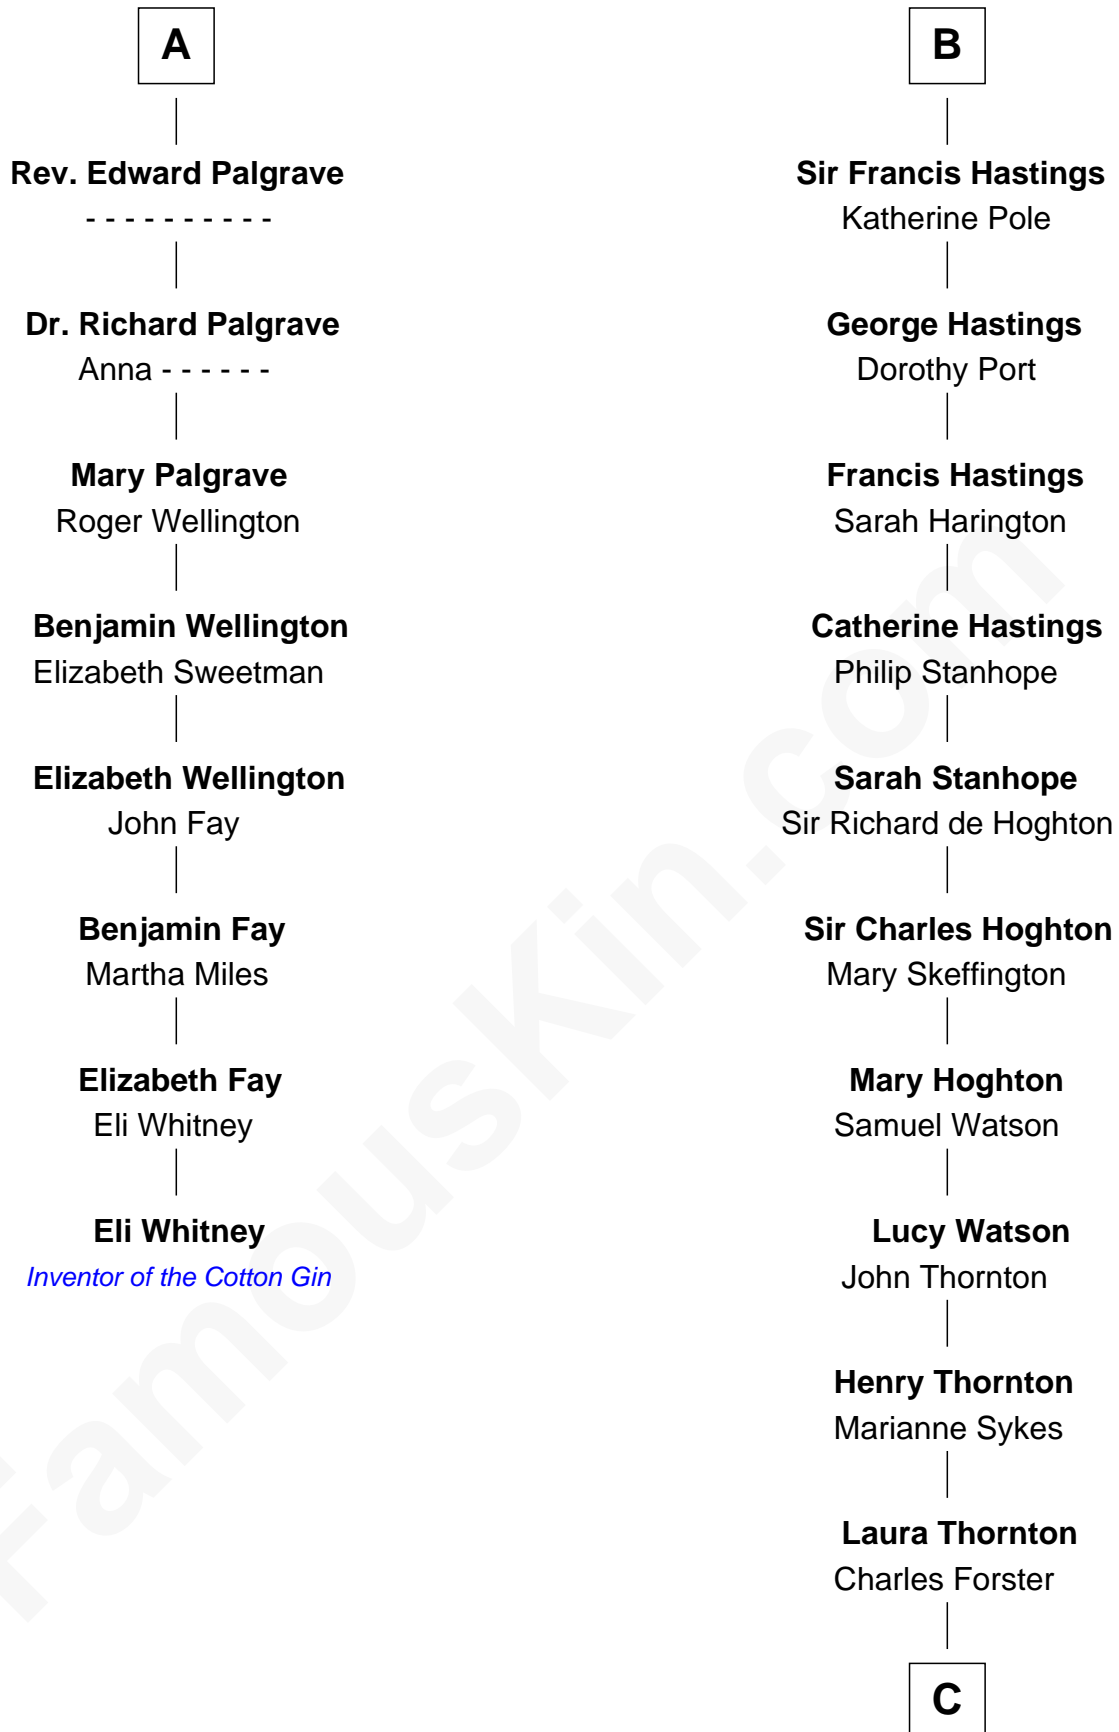 A
Rev. Edward Palgrave
- - - - - - - - - -
Dr. Richard Palgrave
Anna - - - - - -
Mary Palgrave
Roger Wellington
Benjamin Wellington
Elizabeth Sweetman
Elizabeth Wellington
John Fay
Benjamin Fay
Martha Miles
Elizabeth Fay
Eli Whitney
Eli Whitney
Inventor of the Cotton Gin
B
Sir Francis Hastings
Katherine Pole
George Hastings
Dorothy Port
Francis Hastings
Sarah Harington
Catherine Hastings
Philip Stanhope
Sarah Stanhope
Sir Richard de Hoghton
Sir Charles Hoghton
Mary Skeffington
Mary Hoghton
Samuel Watson
Lucy Watson
John Thornton
Henry Thornton
Marianne Sykes
Laura Thornton
Charles Forster
C
FamousKin.com